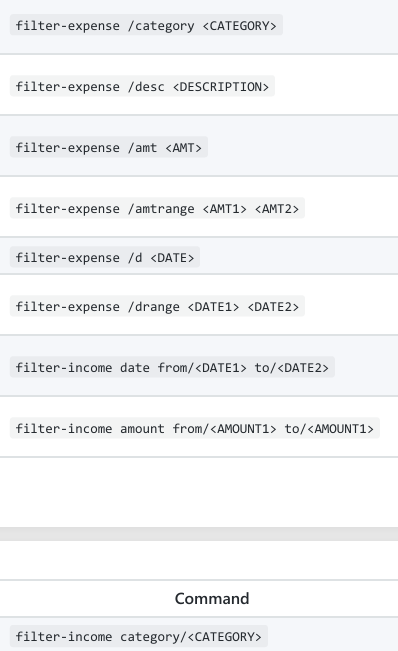 filter-expense /category <CATEGORY>
filter-expense /desc <DESCRIPTION>
filter-expense /amt <AMT>
filter-expense /amtrange <AMT1> <AMT2>
filter-expense /d <DATE>
filter-expense /drange <DATE1> <DATE2>
filter-income date from/<DATE1> to/<DATE2>
filter-income amount from/<AMOUNT1> to/<AMOUNT1>
Command
filter-income category/<CATEGORY>